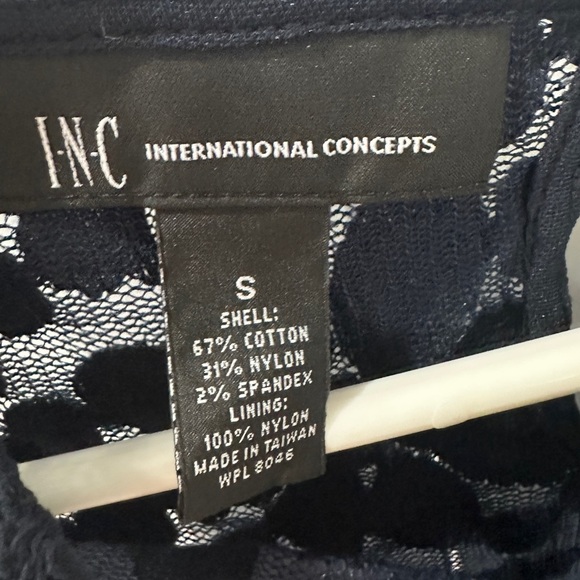 I·N·C INTERNATIONAL CONCEPTS
S
SHELL:
67% COTTON
31% NYLON
2% SPANDEX
LINING:
100% NYLON
MADE IN TAIWAN
WPL 8046